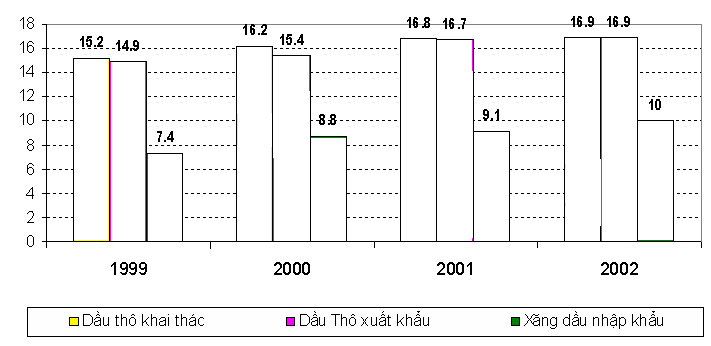 18
16
14
12
10
8
6
4
2
0
15.2 14.9 7.4
16.2 15.4 8.8
16.8 16.7 9.1
16.9 16.9 10
1999 2000 2001 2002
Dầu thô khai thác Dầu Thô xuất khẩu Xăng dầu nhập khẩu